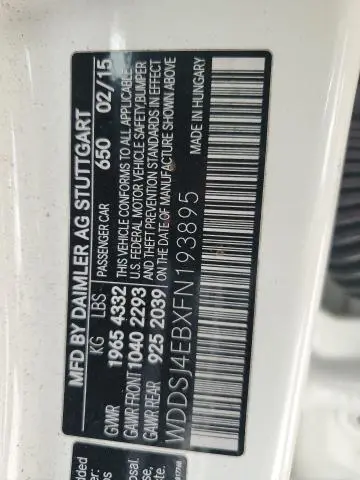 MFD BY DAIMLER AG STUTTGART
KG LBS PASSENGER CAR 650 02/15
GVWR 1965 4332 THIS VEHICLE CONFORMS TO ALL APPLICABLE
GAWR FRONT 1040 2293 U.S. FEDERAL MOTOR VEHICLE SAFETY,BUMPER
GAWR REAR 925 2039 AND THEFT PREVENTION STANDARDS IN EFFECT
ON THE DATE OF MANUFACTURE SHOWN ABOVE
WDDSJ4EBXFN193895 MADE IN HUNGARY